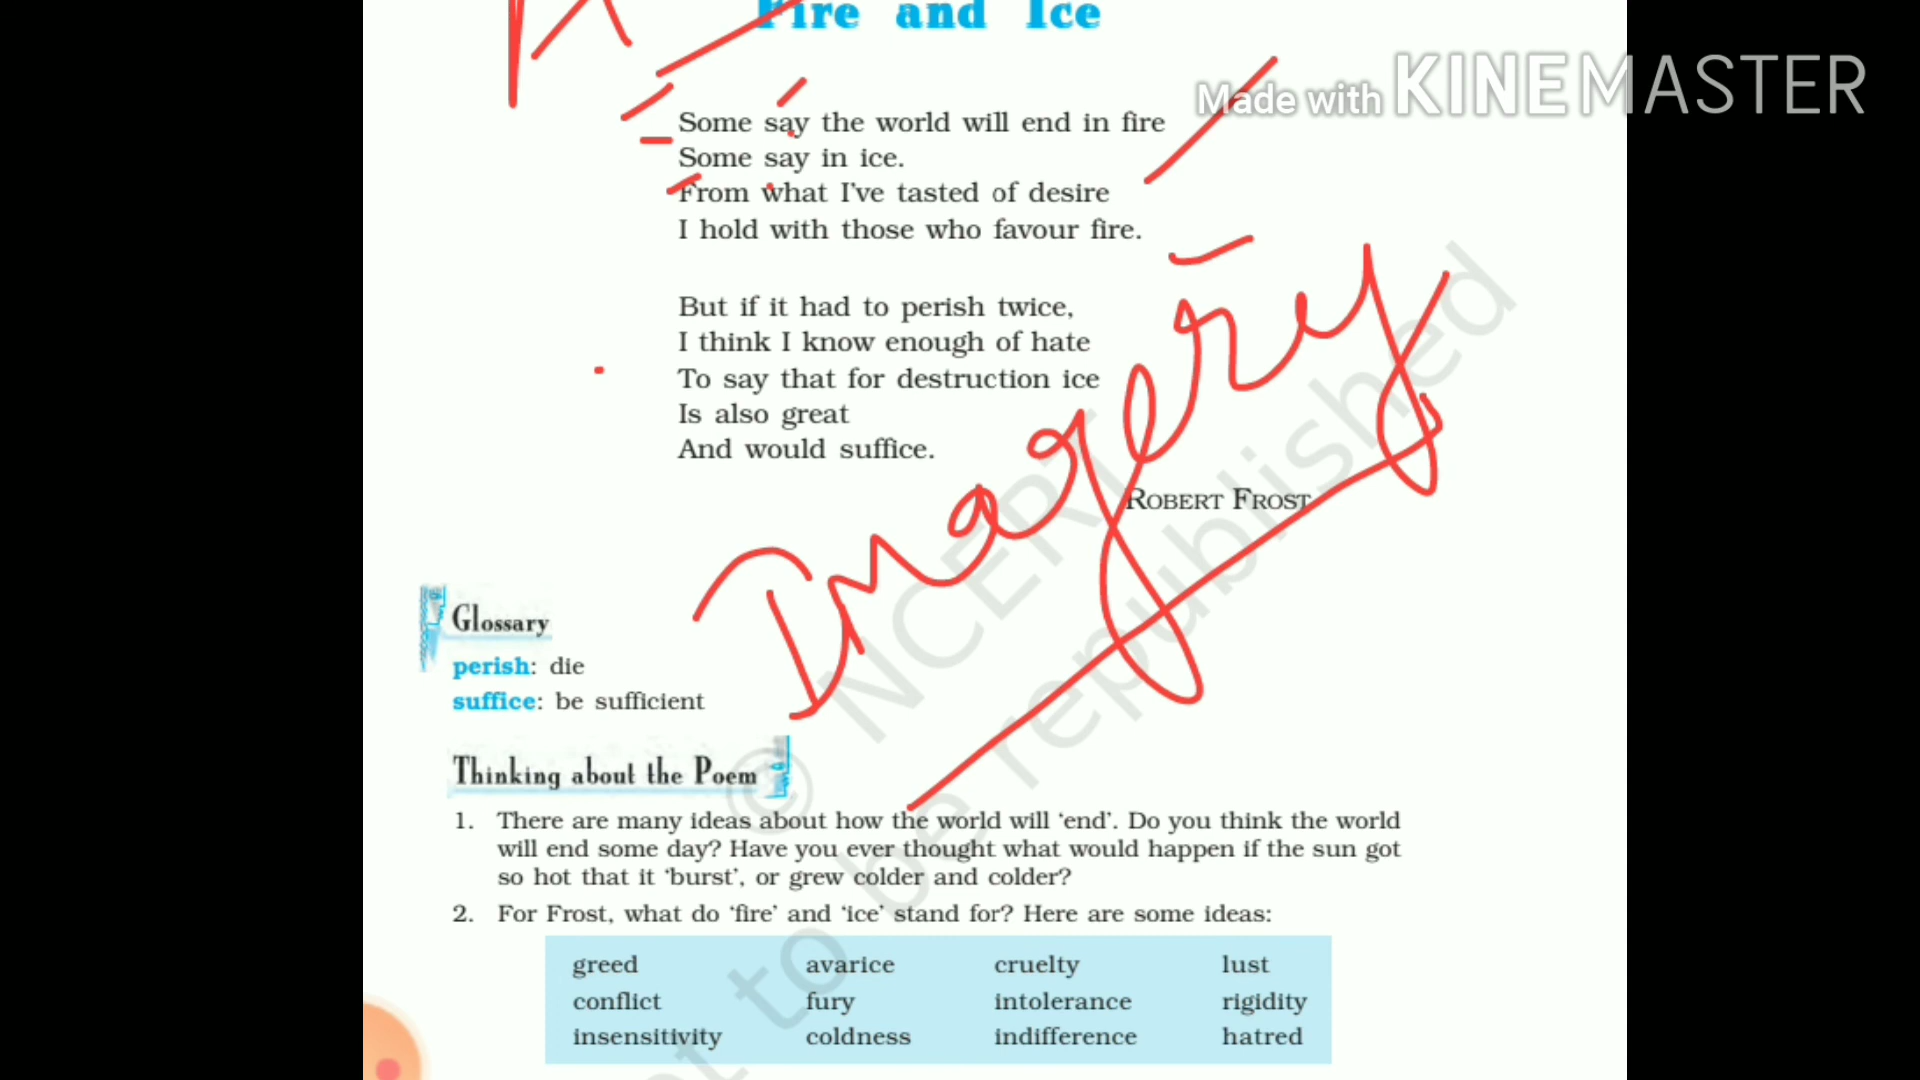 Fire and Ice
Made with KINEMASTER
Some say the world will end in fire
Some say in ice.
From what I've tasted of desire
I hold with those who favour fire.
But if it had to perish twice,
I think I know enough of hate
To say that for destruction ice
Is also great
And would suffice.
ROBERT FROST
Imagery
Glossary
perish: die
suffice: be sufficient
Thinking about the Poem
1. There are many ideas about how the world will ‘end’. Do you think the world
will end some day? Have you ever thought what would happen if the sun got
so hot that it ‘burst’, or grew colder and colder?
2. For Frost, what do ‘fire’ and ‘ice’ stand for? Here are some ideas:
greed avarice cruelty lust
conflict fury intolerance rigidity
insensitivity coldness indifference hatred
© NCERT
be republished